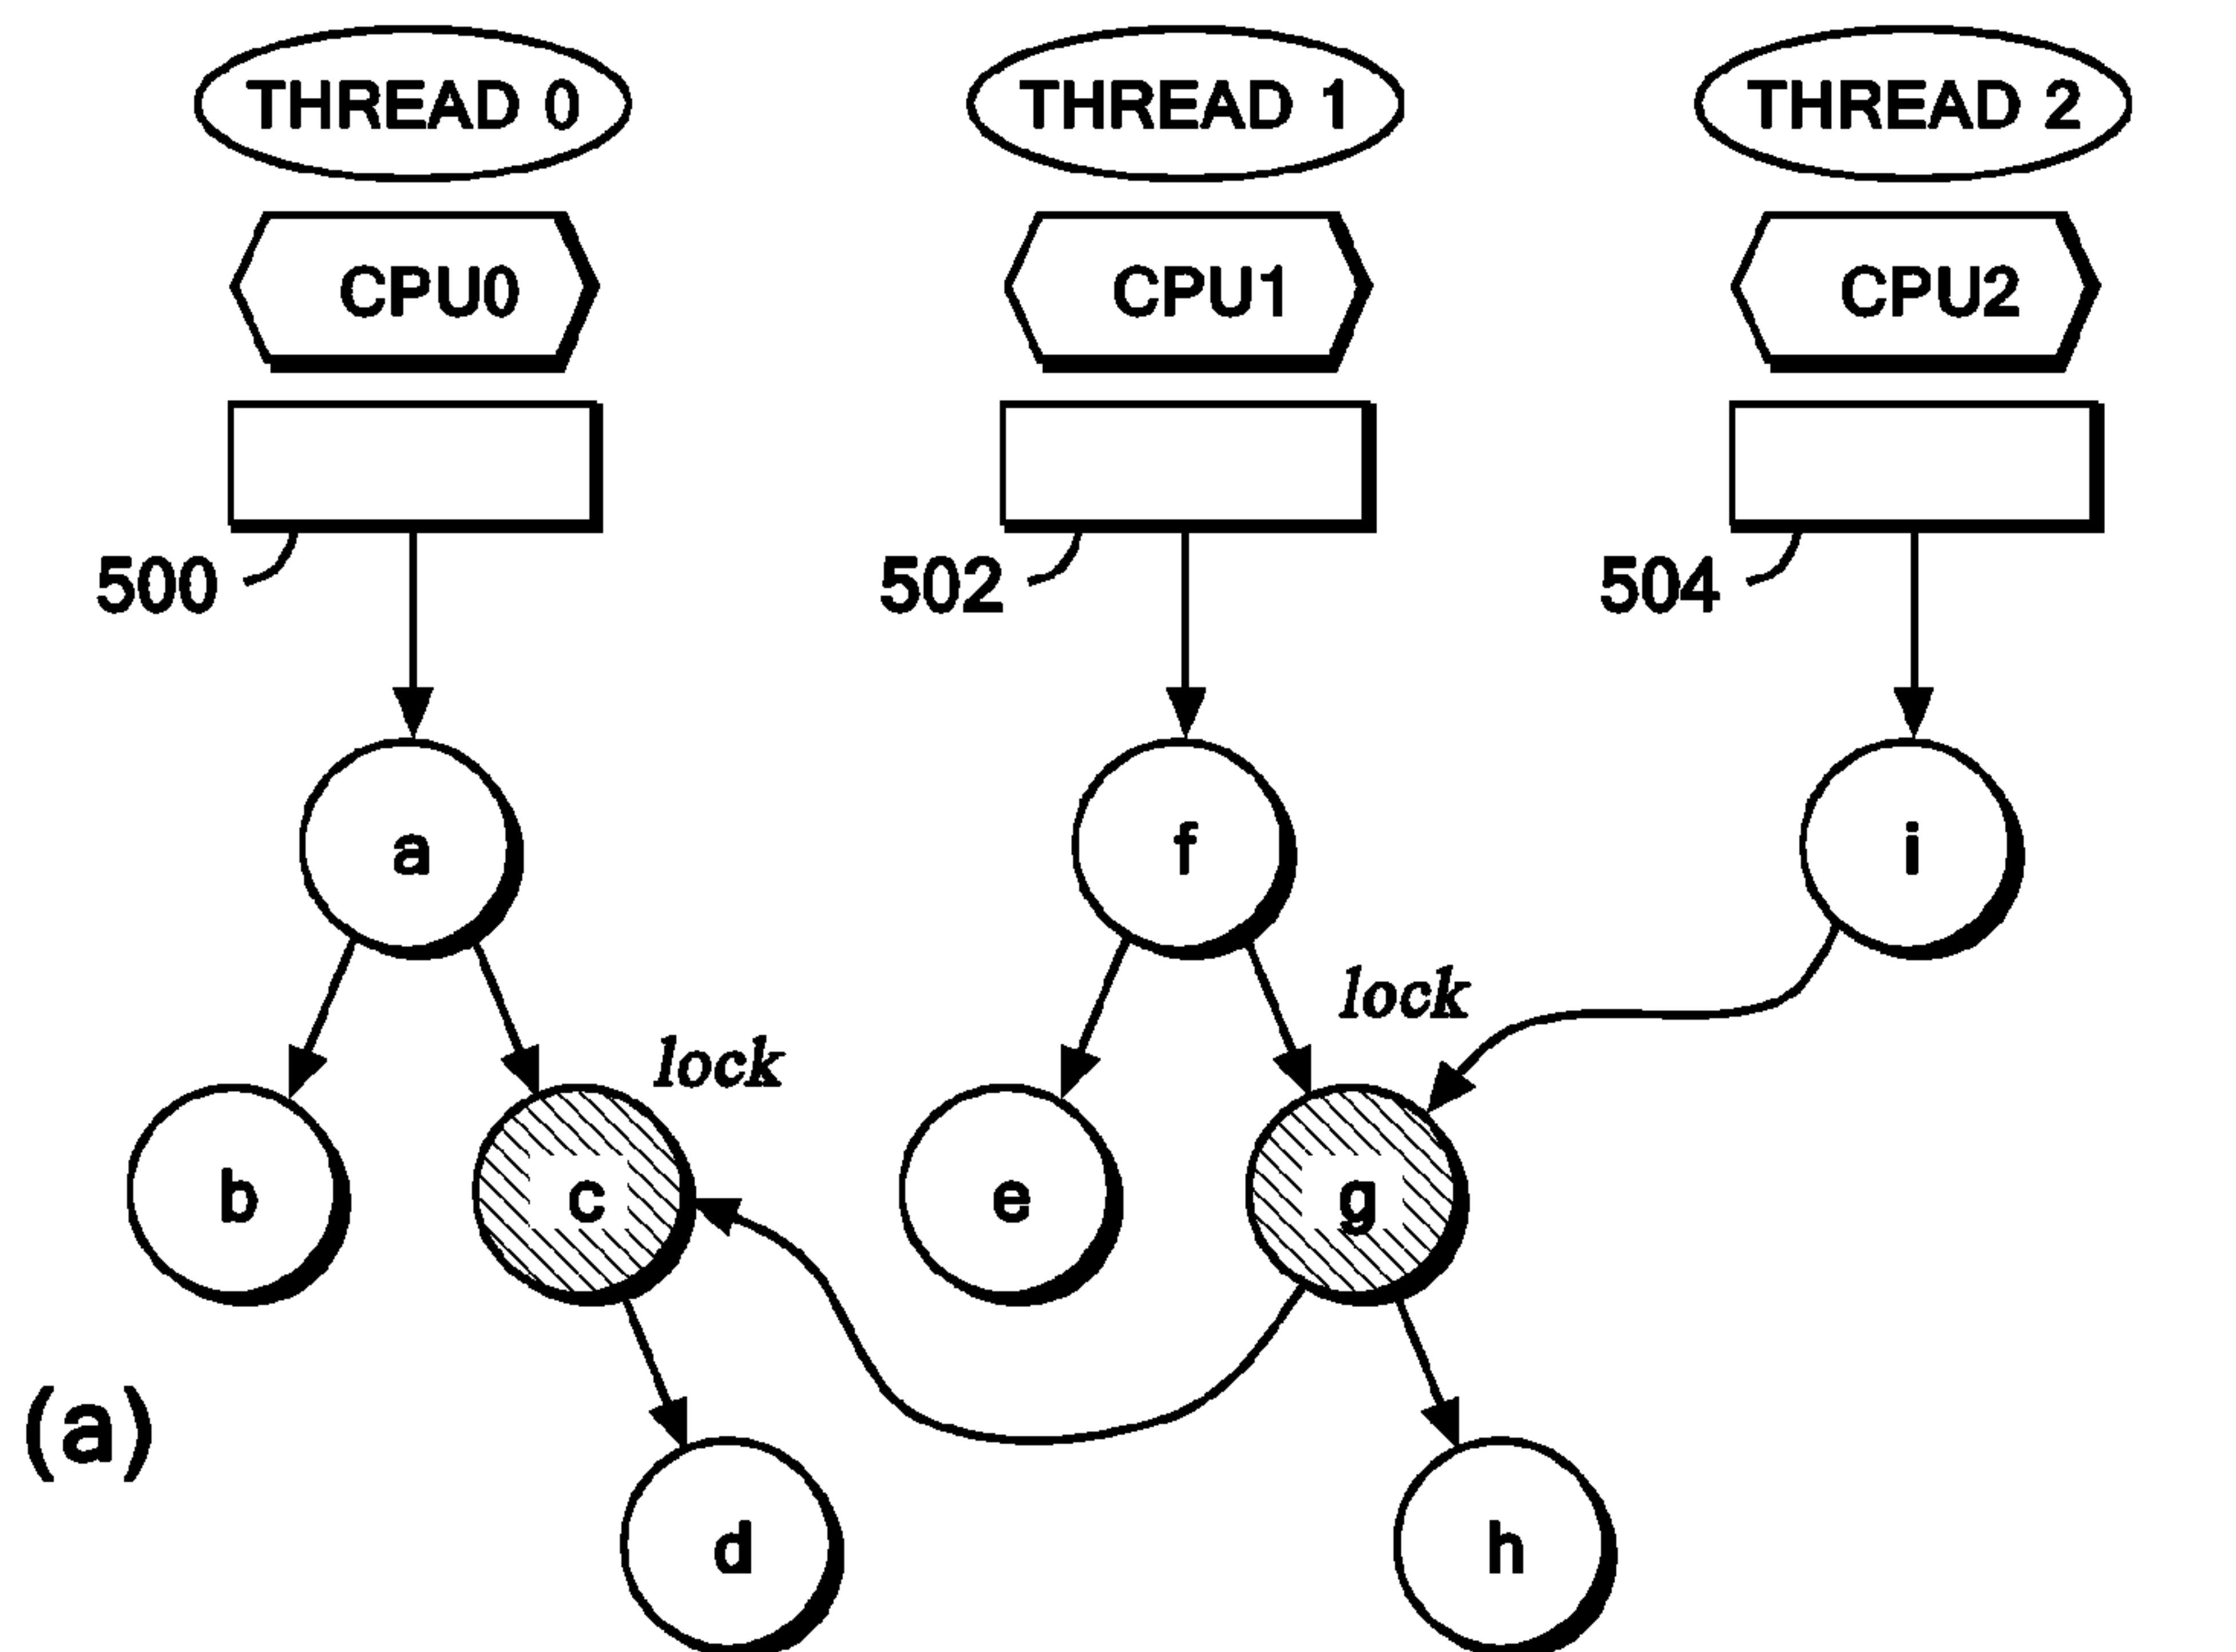 THREAD 0 THREAD 1 THREAD 2
CPU0 CPU1 CPU2
500 502 504
a f i
lock
lock
b c e g
(a)
d h